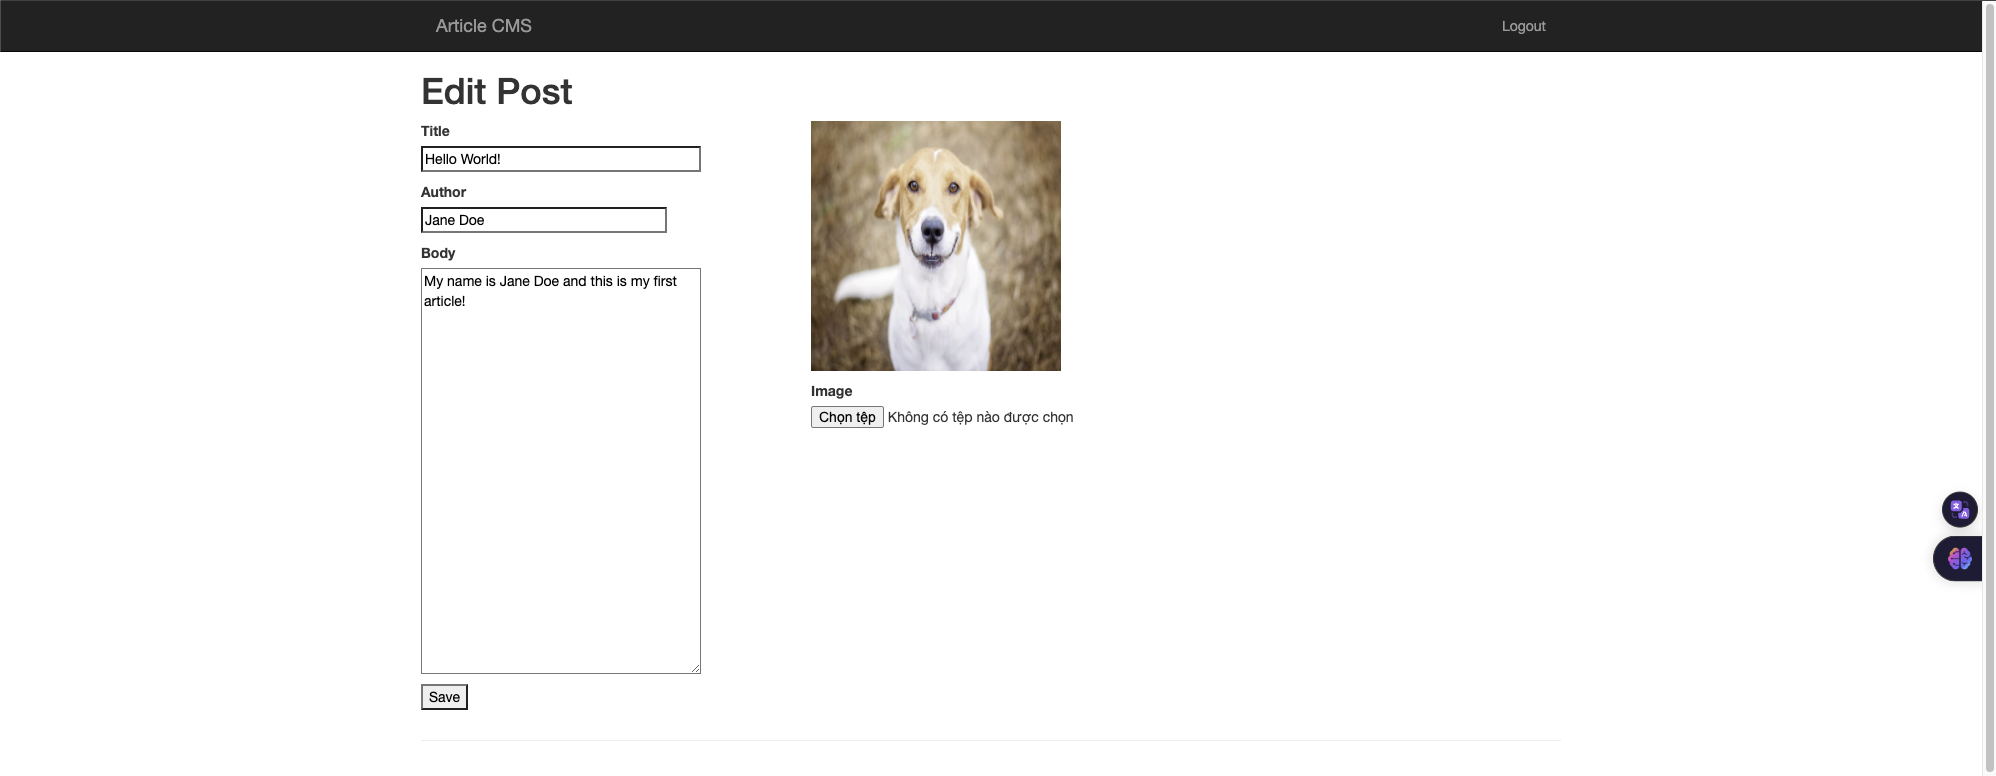 Article CMS
Logout
Edit Post
Title
Hello World!
Author
Jane Doe
Body
My name is Jane Doe and this is my first
article!
Image
Chọn tệp Không có tệp nào được chọn
Save